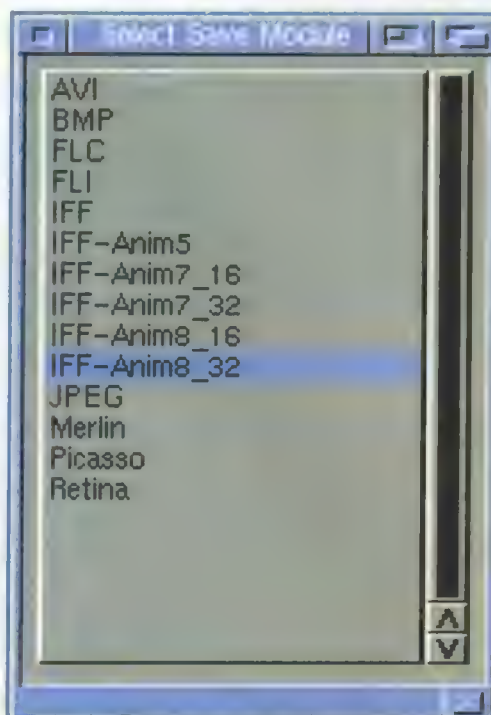 Select Save Module
AVI
BMP
FLC
FLI
IFF
IFF-Anim5
IFF-Anim7_16
IFF-Anim7_32
IFF-Anim8_16
IFF-Anim8_32
JPEG
Merlin
Picasso
Retina